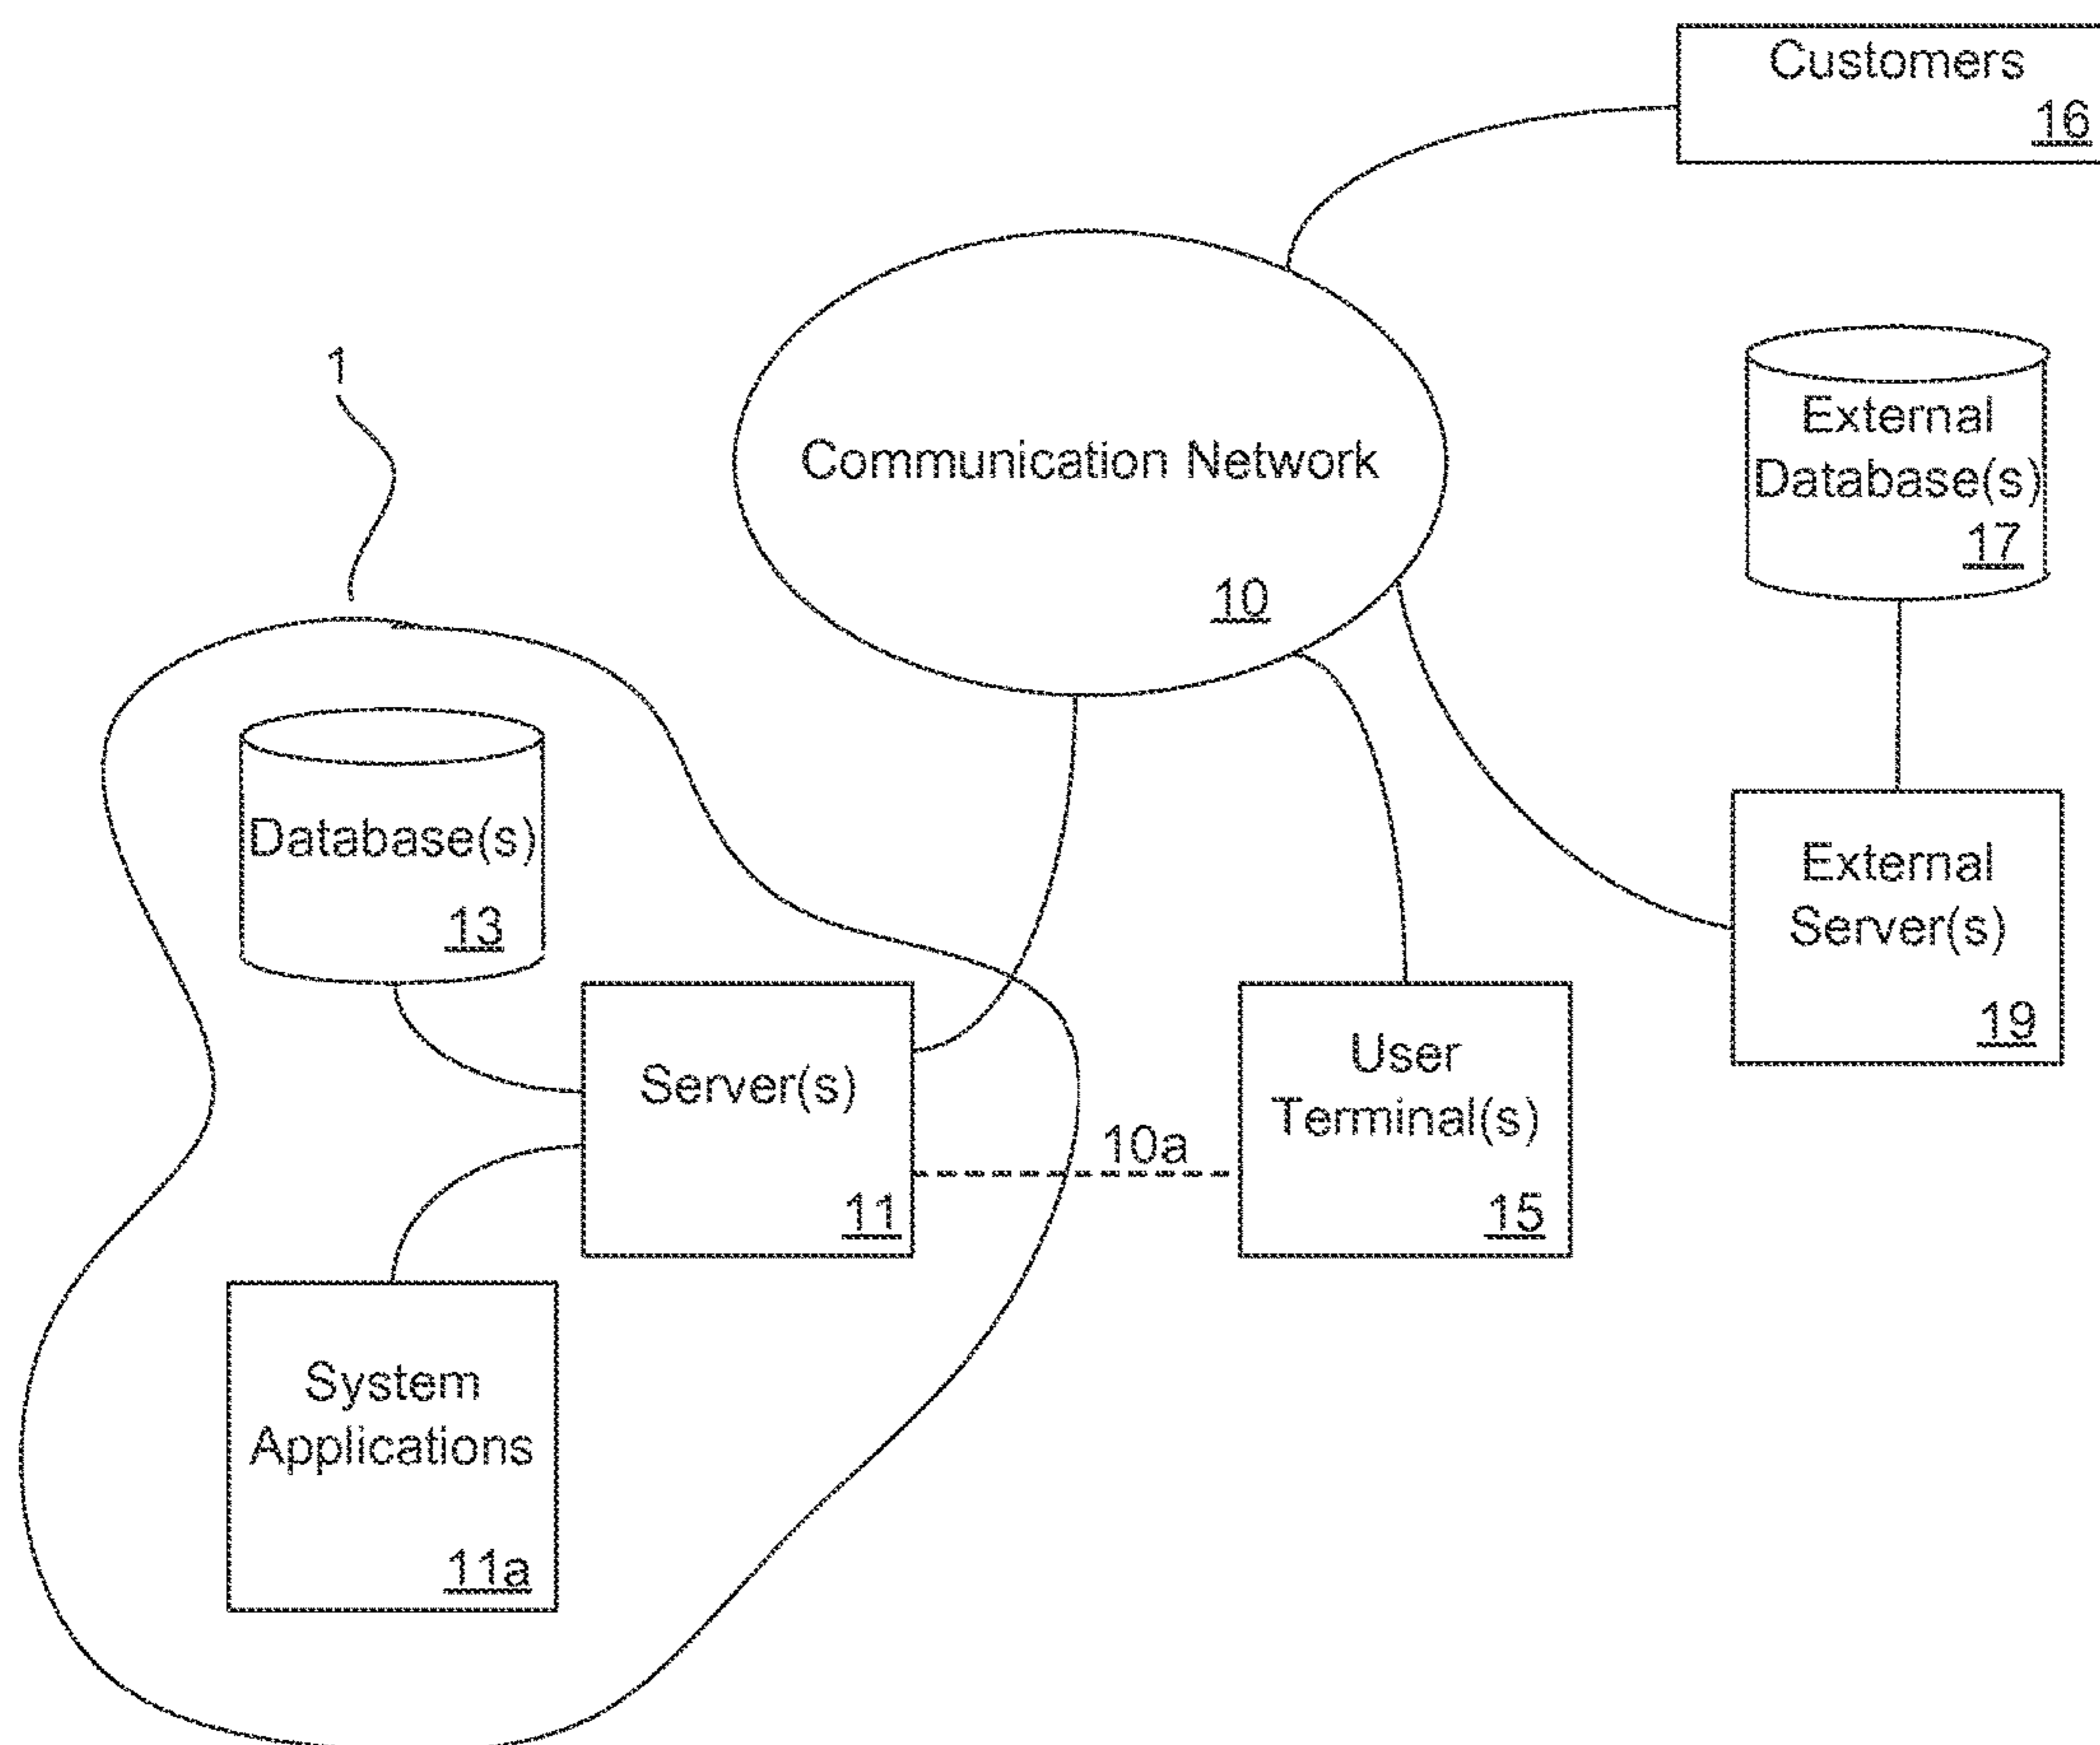 Customers
16
1
Communication Network
10
External
Database(s)
17
Database(s)
13
Server(s)
11
10a
User
Terminal(s)
15
External
Server(s)
19
System
Applications
11a